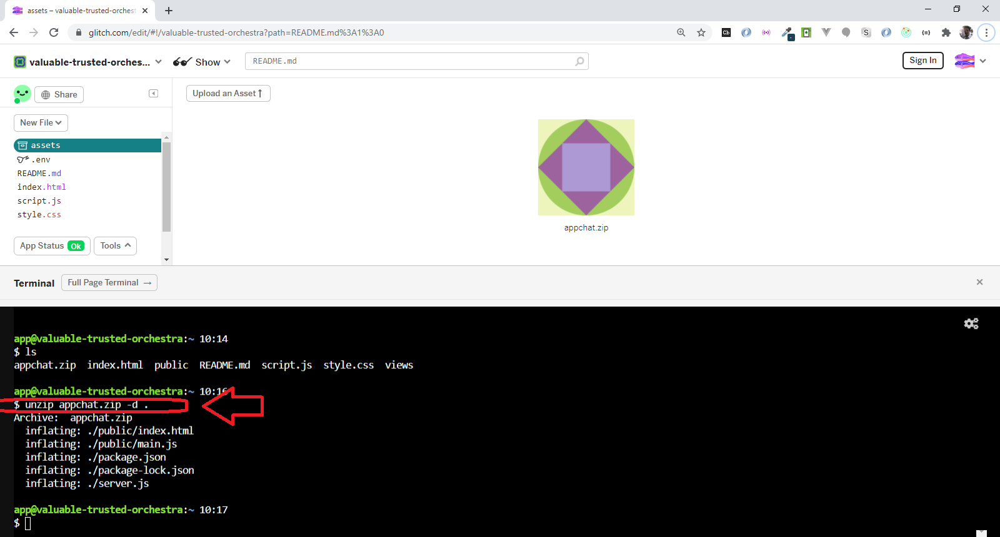 assets – valuable-trusted-orchest
glitch.com/edit/#!/valuable-trusted-orchestra?path=README.md%3A1%3A0
valuable-trusted-orches...
Show
README.md
Sign In
Share
Upload an Asset
New File
assets
.env
README.md
index.html
script.js
style.css
appchat.zip
App Status Ok
Tools
Terminal
Full Page Terminal →
app@valuable-trusted-orchestra:~ 10:14
$ ls
appchat.zip index.html public README.md script.js style.css views
app@valuable-trusted-orchestra:~ 10:16
$ unzip appchat.zip -d .
Archive: appchat.zip
inflating: ./public/index.html
inflating: ./public/main.js
inflating: ./package.json
inflating: ./package-lock.json
inflating: ./server.js
app@valuable-trusted-orchestra:~ 10:17
$